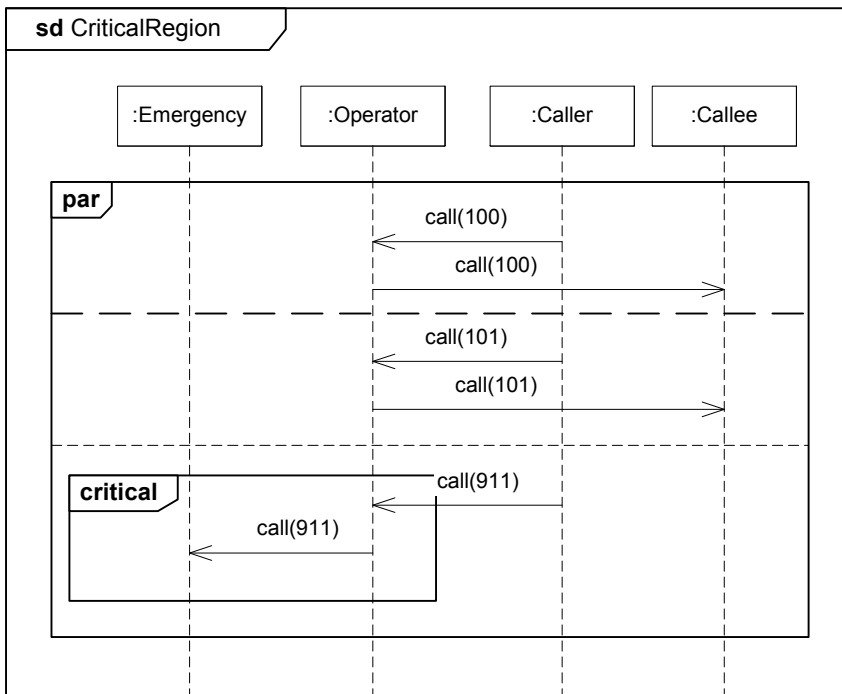 sd CriticalRegion
:Emergency :Operator :Caller :Callee
par
call(100)
call(100)
call(101)
call(101)
critical
call(911)
call(911)